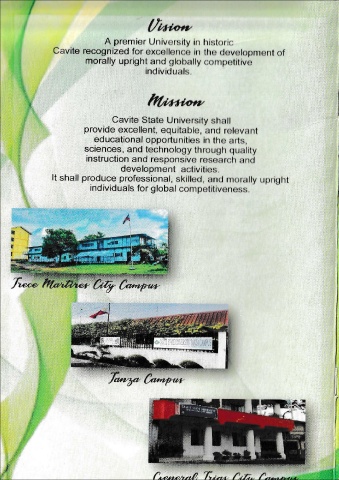 Vision
A premier University in historic
Cavite recognized for excellence in the development of
morally upright and globally competitive
individuals.
Mission
Cavite State University shall
provide excellent, equitable, and relevant
educational opportunities in the arts,
sciences, and technology through quality
instruction and responsive research and
development activities.
It shall produce professional, skilled, and morally upright
individuals for global competitiveness.
Trece Martires City Campus
Tanza Campus
General Trias City Campus